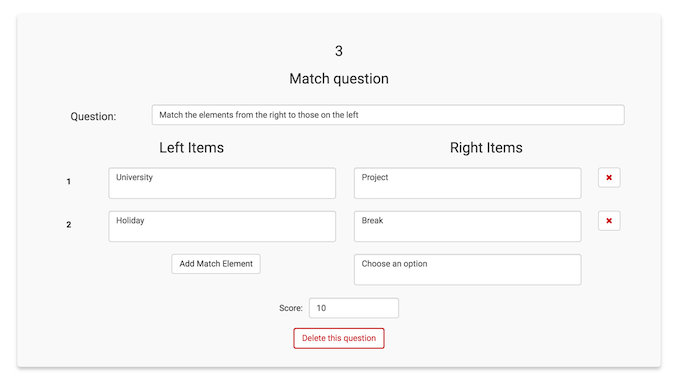 3
Match question
Question: Match the elements from the right to those on the left
Left Items Right Items
1 University Project ×
2 Holiday Break ×
Add Match Element Choose an option
Score: 10
Delete this question